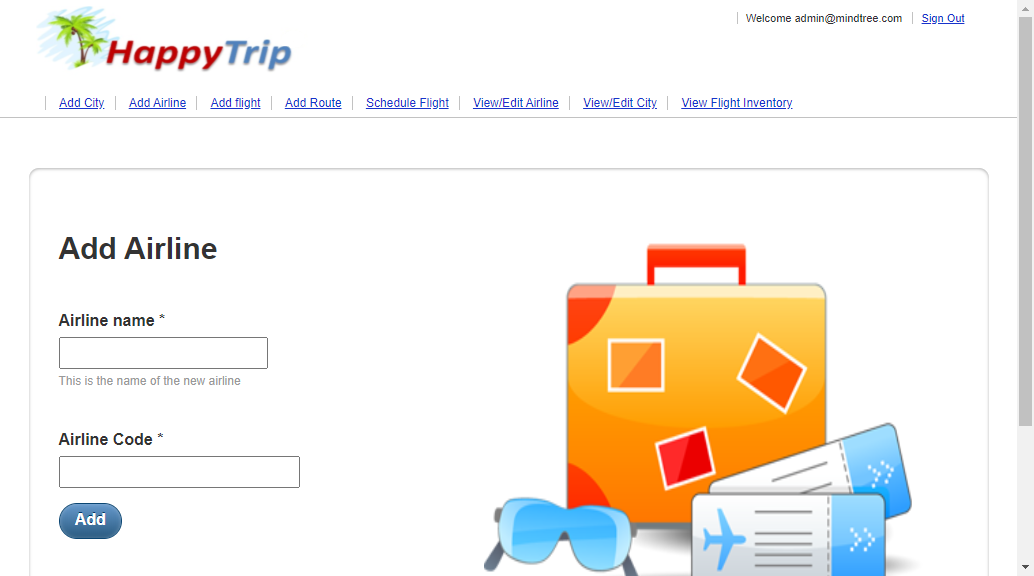 Welcome admin@mindtree.com Sign Out
HappyTrip
Add City Add Airline Add flight Add Route Schedule Flight View/Edit Airline View/Edit City View Flight Inventory
Add Airline
Airline name *
This is the name of the new airline
Airline Code *
Add